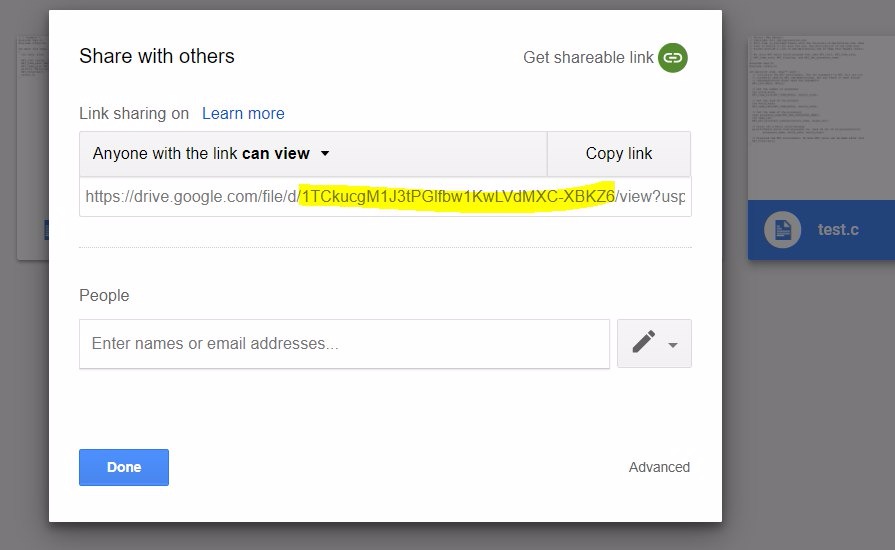 Share with others
Get shareable link
Link sharing on Learn more
Anyone with the link can view
Copy link
https://drive.google.com/file/d/1TCkucgM1J3tPGlfbw1KwLVdMXC-XBKZ6/view?usp
People
Enter names or email addresses...
Done
Advanced
test.c